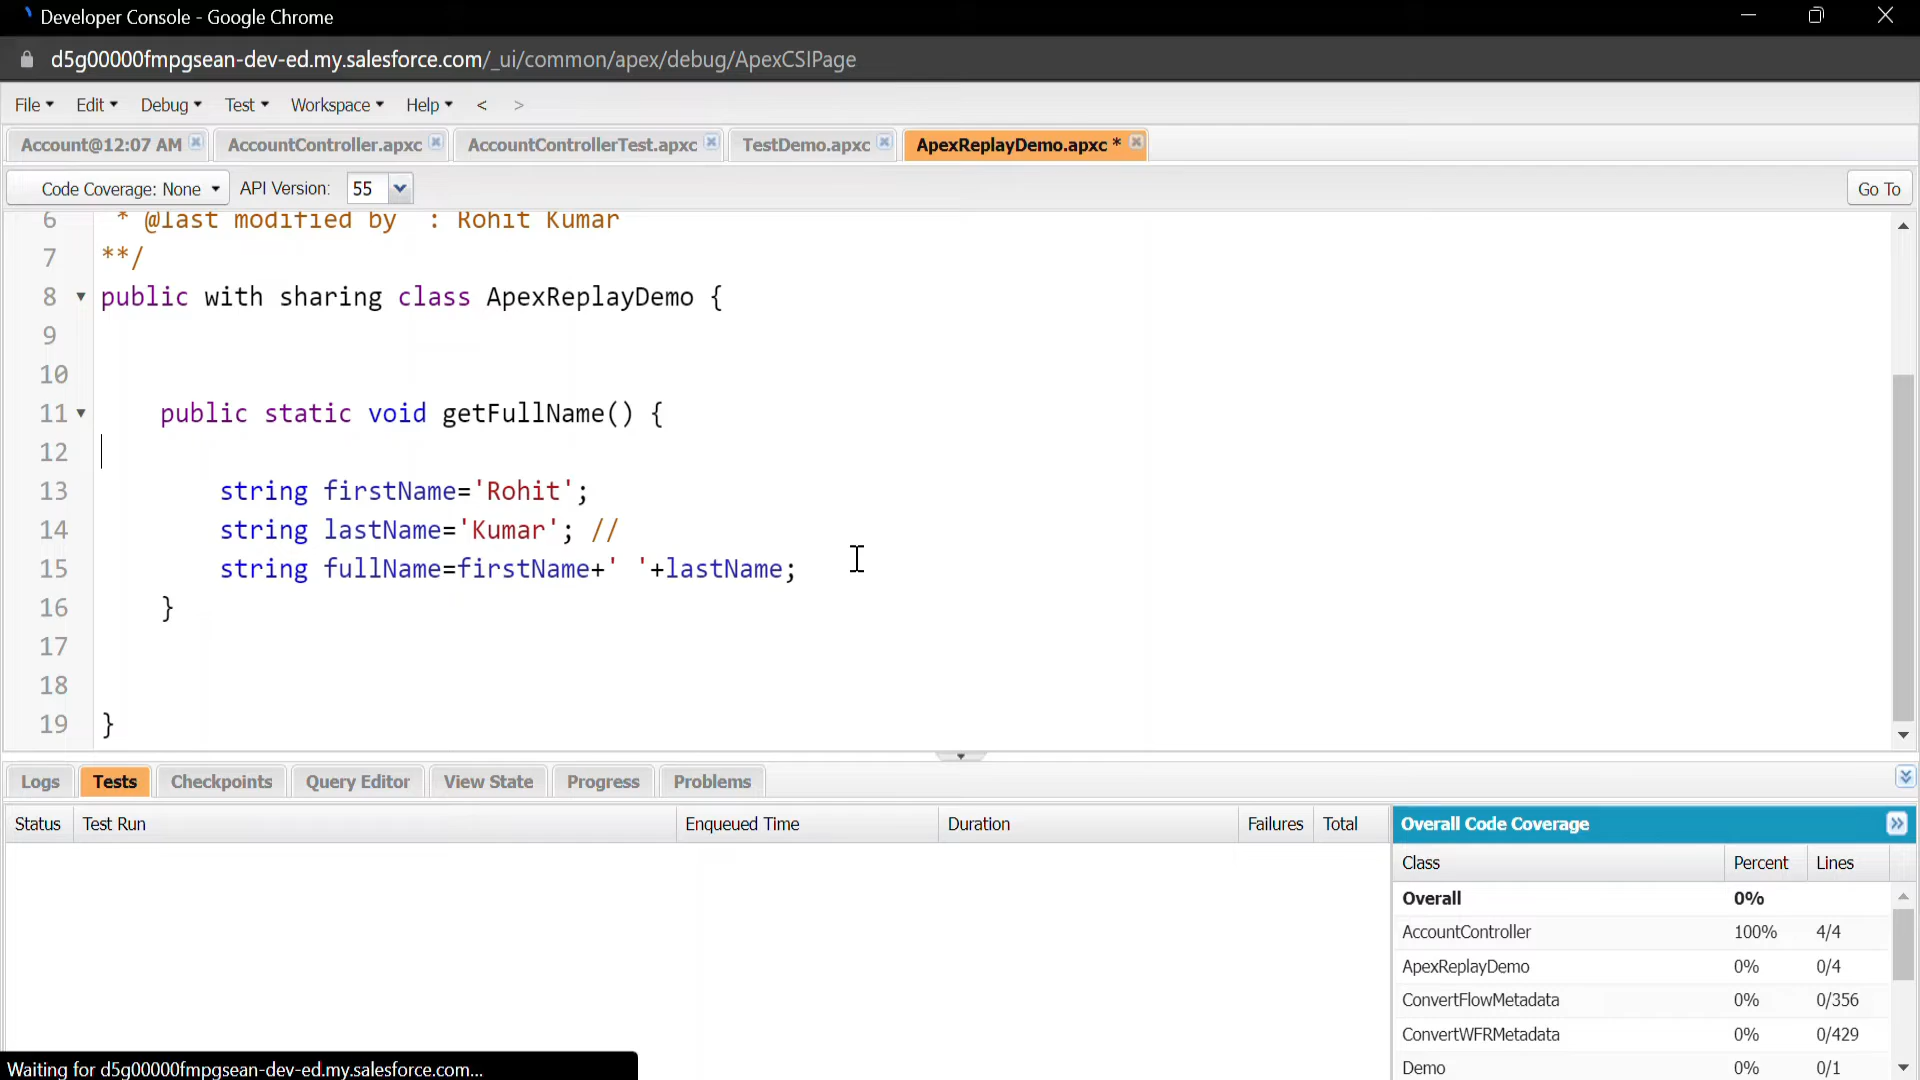 Developer Console - Google Chrome
d5g00000fmpgsean-dev-ed.my.salesforce.com/_ui/common/apex/debug/ApexCSIPage
File Edit Debug Test Workspace Help < >
Account@12:07 AM AccountController.apxc AccountControllerTest.apxc TestDemo.apxc ApexReplayDemo.apxc *
Code Coverage: None API Version: 55 Go To
6 * @last modified by : Rohit Kumar
7 **/
8 public with sharing class ApexReplayDemo {
9
10
11 public static void getFullName() {
12
13 string firstName='Rohit';
14 string lastName='Kumar'; //
15 string fullName=firstName+' '+lastName;
16 }
17
18
19 }
Logs Tests Checkpoints Query Editor View State Progress Problems
Status Test Run Enqueued Time Duration Failures Total
Overall Code Coverage
Class Percent Lines
Overall 0%
AccountController 100% 4/4
ApexReplayDemo 0% 0/4
ConvertFlowMetadata 0% 0/356
ConvertWFRMetadata 0% 0/429
Demo 0% 0/1
Waiting for d5g00000fmpgsean-dev-ed.my.salesforce.com...